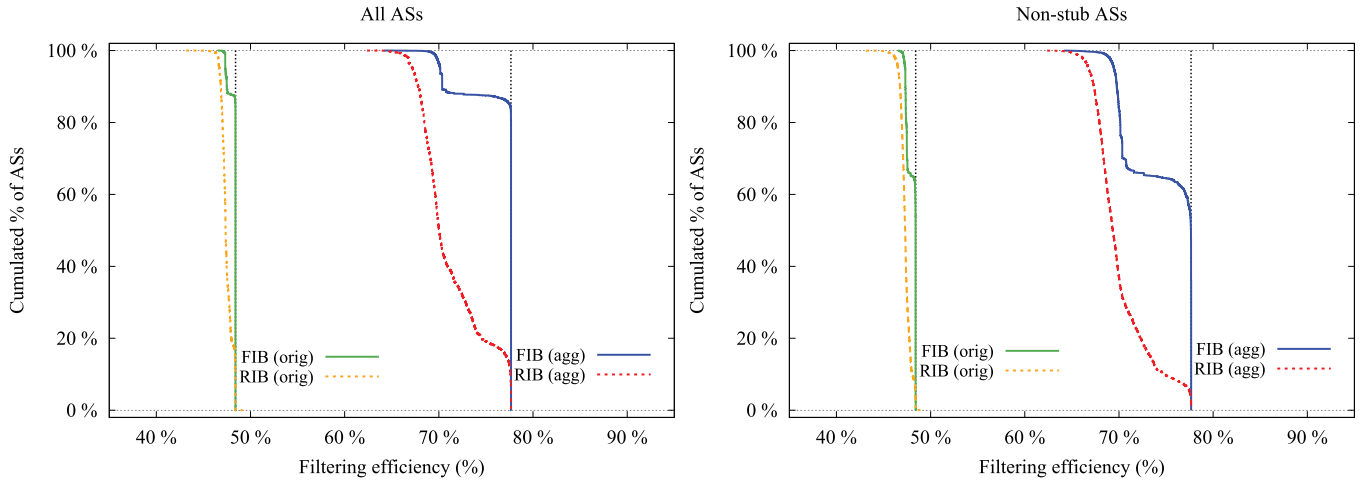 All ASs
Cumulated % of ASs
100 %
80 %
60 %
40 %
20 %
0 %
FIB (orig)
RIB (orig)
FIB (agg)
RIB (agg)
40 %
50 %
60 %
70 %
80 %
90 %
Filtering efficiency (%)
Non-stub ASs
Cumulated % of ASs
100 %
80 %
60 %
40 %
20 %
0 %
FIB (orig)
RIB (orig)
FIB (agg)
RIB (agg)
40 %
50 %
60 %
70 %
80 %
90 %
Filtering efficiency (%)